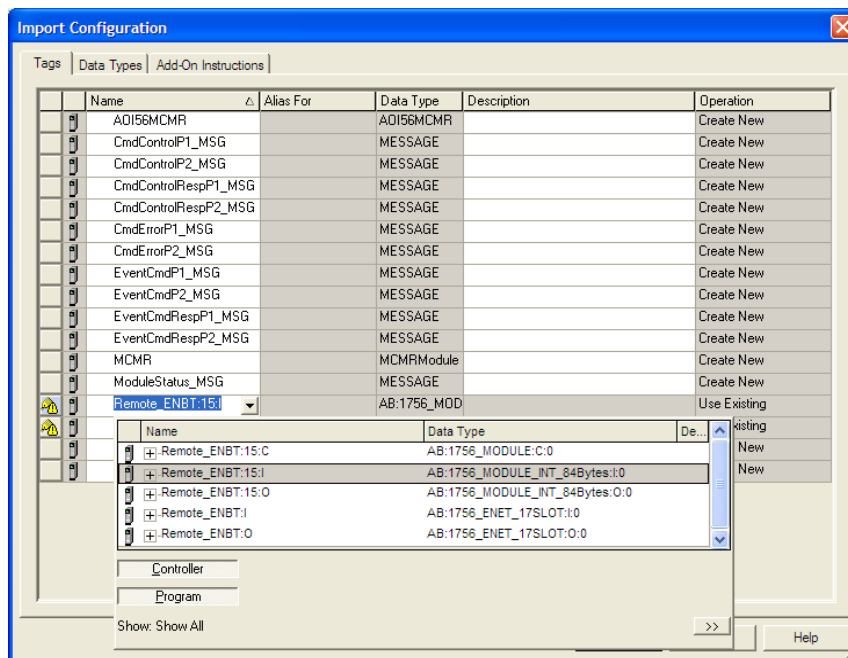 Import Configuration
Tags Data Types Add-On Instructions
Name Alias For Data Type Description Operation
AOI56MCMR AOI56MCMR Create New
CmdControlP1_MSG MESSAGE Create New
CmdControlP2_MSG MESSAGE Create New
CmdControlRespP1_MSG MESSAGE Create New
CmdControlRespP2_MSG MESSAGE Create New
CmdErrorP1_MSG MESSAGE Create New
CmdErrorP2_MSG MESSAGE Create New
EventCmdP1_MSG MESSAGE Create New
EventCmdP2_MSG MESSAGE Create New
EventCmdRespP1_MSG MESSAGE Create New
EventCmdRespP2_MSG MESSAGE Create New
MCMR MCMRModule Create New
ModuleStatus_MSG MESSAGE Create New
Remote_ENBT:15:I AB:1756_MOD Use Existing
xisting
Name Data Type De...
Remote_ENBT:15:C AB:1756_MODULE:C:0 New
Remote_ENBT:15:I AB:1756_MODULE_INT_84Bytes:I:0 New
Remote_ENBT:15:O AB:1756_MODULE_INT_84Bytes:O:0
Remote_ENBT:I AB:1756_ENET_17SLOT:I:0
Remote_ENBT:O AB:1756_ENET_17SLOT:O:0
Controller
Program
Show: Show All >>
Help